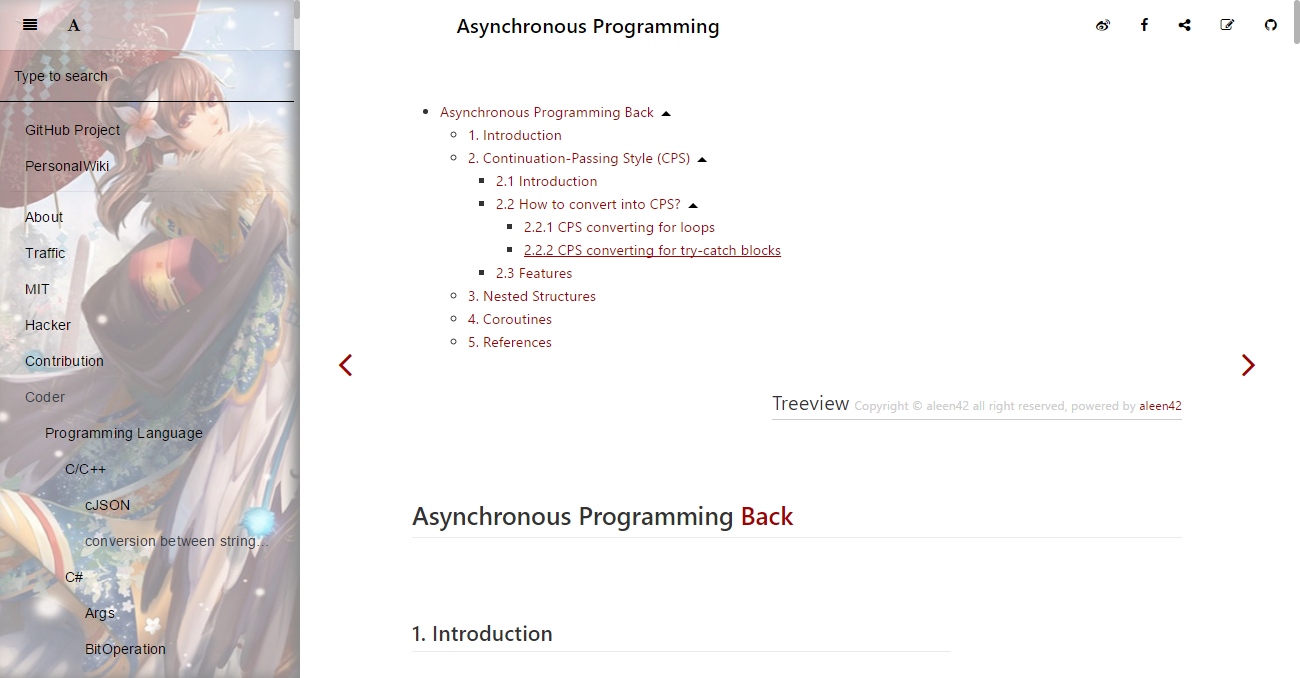 A
Type to search
GitHub Project
PersonalWiki
About
Traffic
MIT
Hacker
Contribution
Coder
Programming Language
C/C++
cJSON
conversion between string...
C#
Args
BitOperation
Asynchronous Programming
Asynchronous Programming Back
1. Introduction
2. Continuation-Passing Style (CPS)
2.1 Introduction
2.2 How to convert into CPS?
2.2.1 CPS converting for loops
2.2.2 CPS converting for try-catch blocks
2.3 Features
3. Nested Structures
4. Coroutines
5. References
Treeview Copyright © aleen42 all right reserved, powered by aleen42
Asynchronous Programming Back
1. Introduction